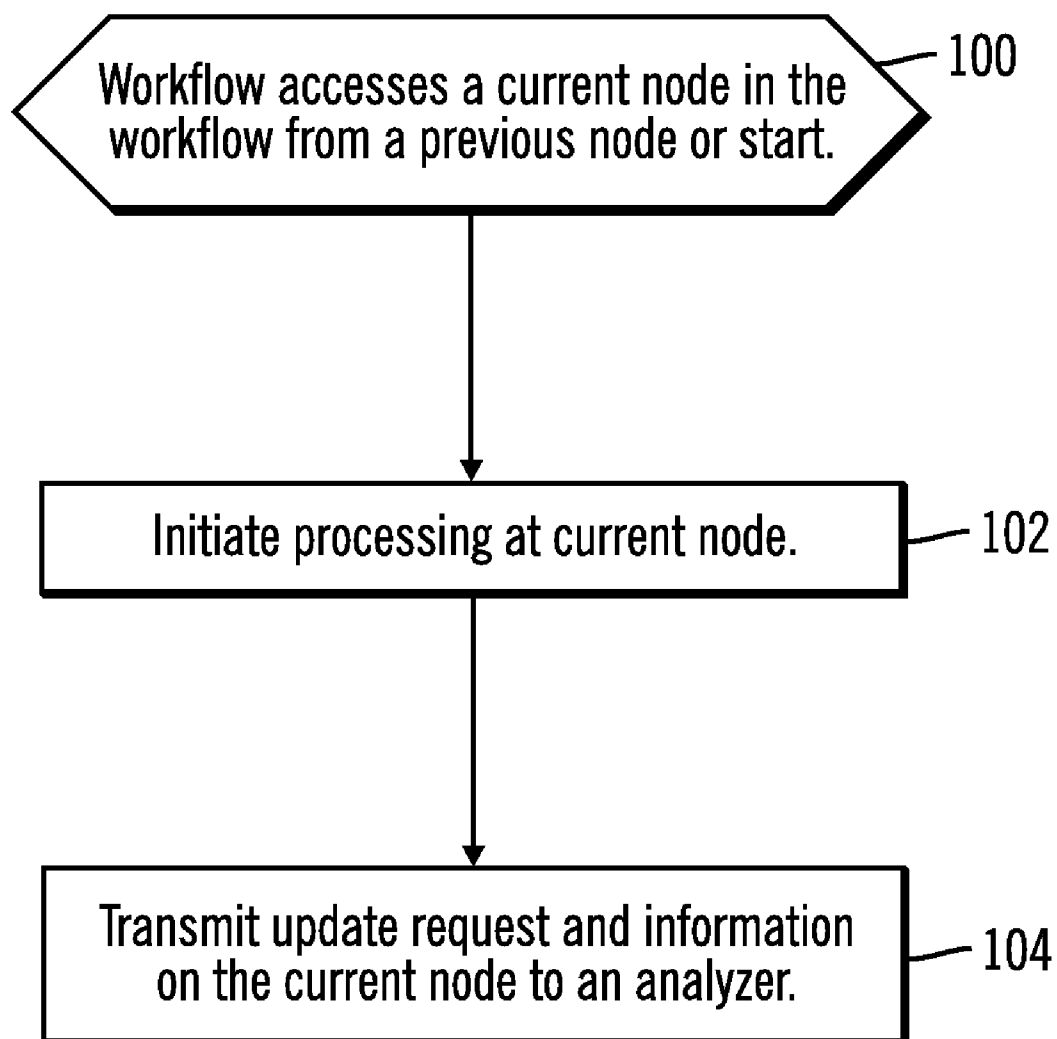 Workflow accesses a current node in the
workflow from a previous node or start.
100
Initiate processing at current node.
102
Transmit update request and information
on the current node to an analyzer.
104